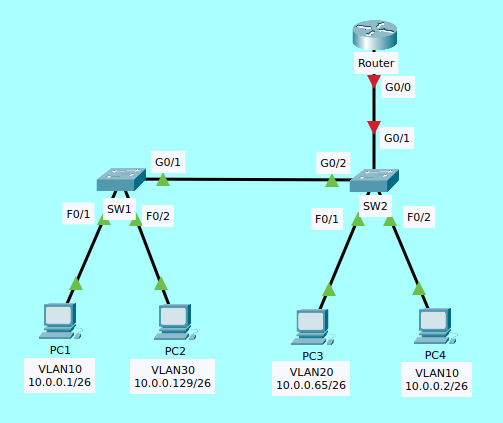 Router
G0/0
G0/1
G0/1
G0/2
SW1
SW2
F0/1
F0/2
F0/1
F0/2
PC1
VLAN10
10.0.0.1/26
PC2
VLAN30
10.0.0.129/26
PC3
VLAN20
10.0.0.65/26
PC4
VLAN10
10.0.0.2/26